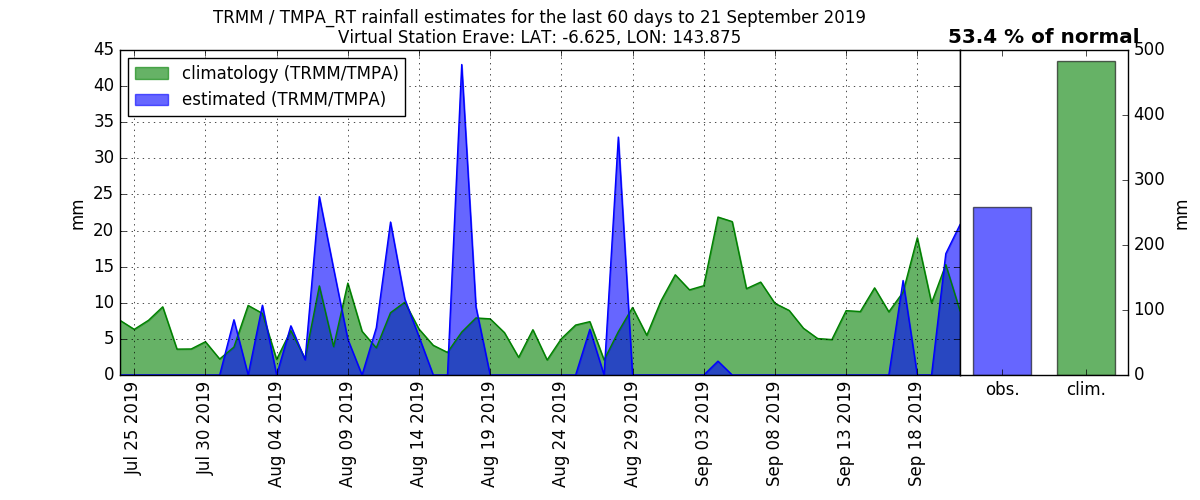 TRMM / TMPA_RT rainfall estimates for the last 60 days to 21 September 2019
Virtual Station Erave: LAT: -6.625, LON: 143.875
53.4 % of normal
climatology (TRMM/TMPA)
estimated (TRMM/TMPA)
mm
45
40
35
30
25
20
15
10
5
0
Jul 25 2019
Jul 30 2019
Aug 04 2019
Aug 09 2019
Aug 14 2019
Aug 19 2019
Aug 24 2019
Aug 29 2019
Sep 03 2019
Sep 08 2019
Sep 13 2019
Sep 18 2019
obs.
clim.
500
400
300
200
100
0
mm